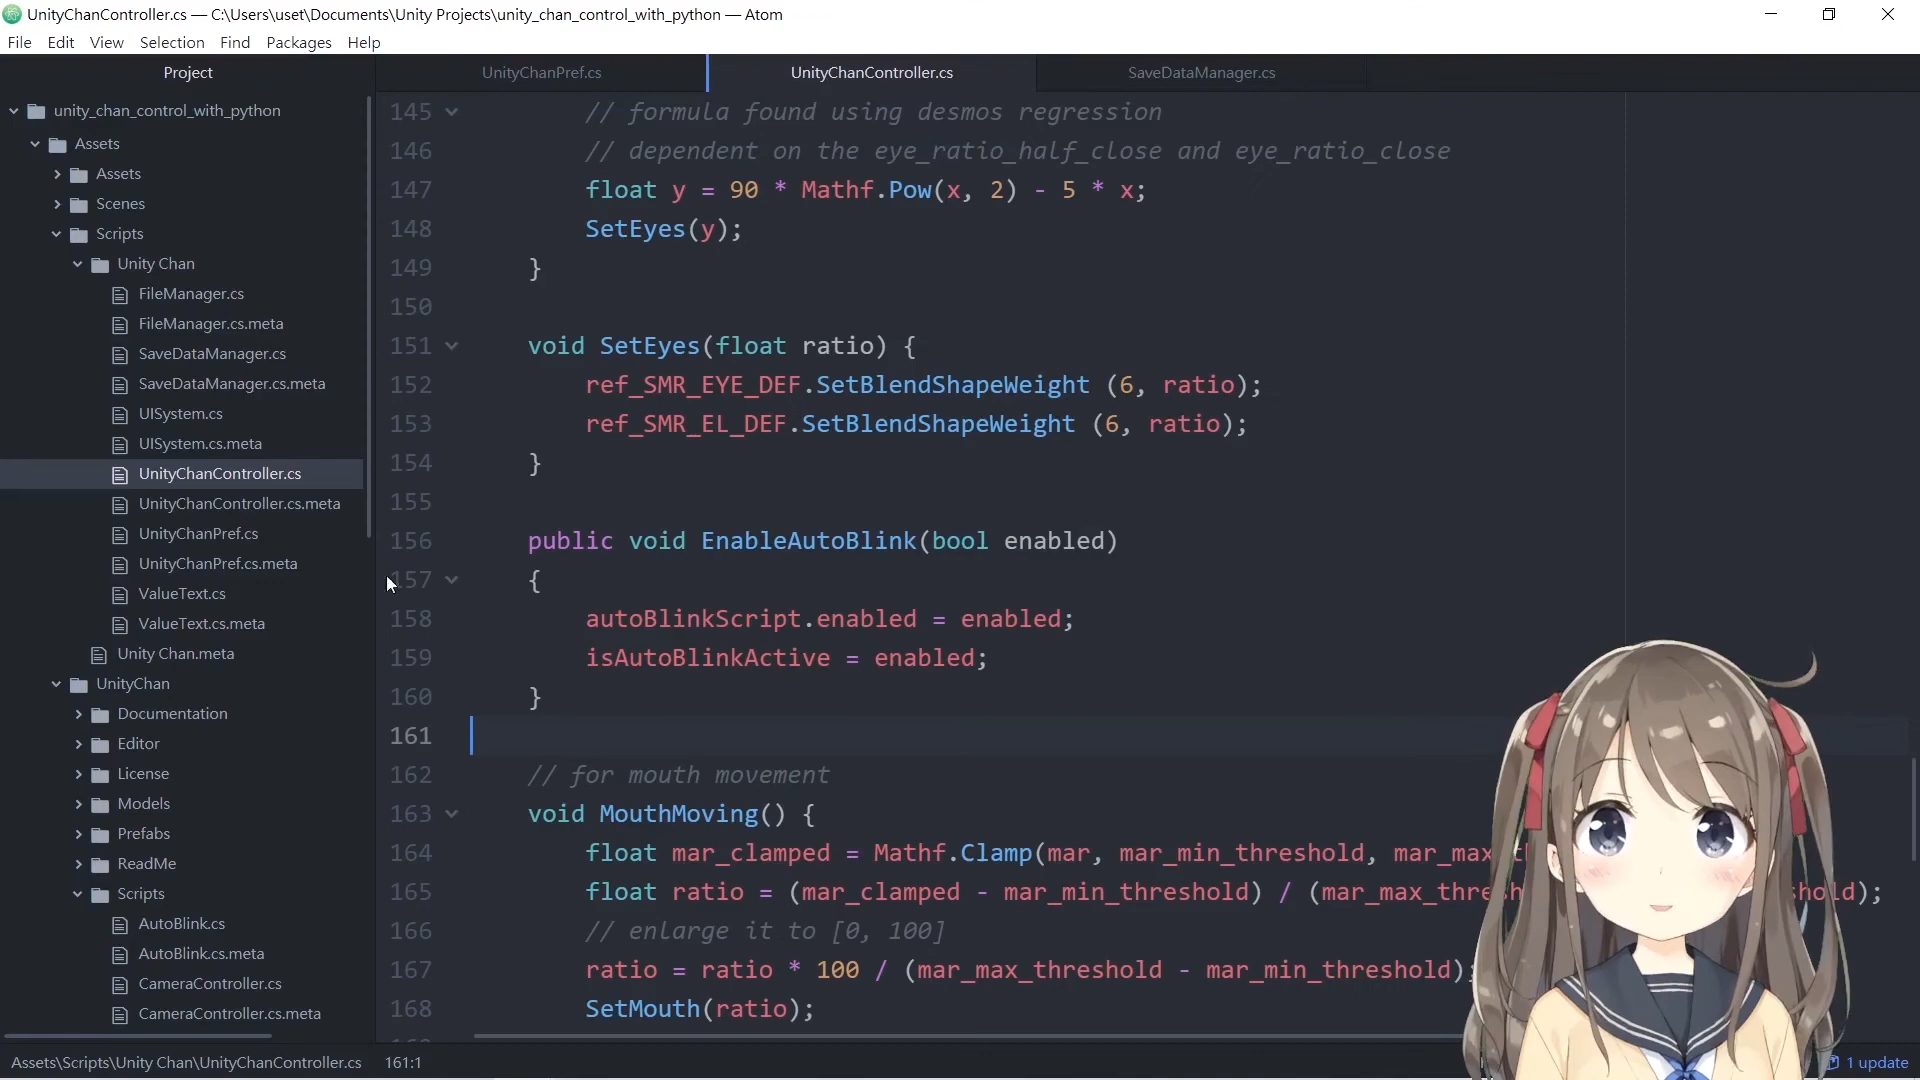 UnityChanController.cs — C:\Users\uset\Documents\Unity Projects\unity_chan_control_with_python — Atom
File Edit View Selection Find Packages Help
Project
unity_chan_control_with_python
Assets
Assets
Scenes
Scripts
Unity Chan
FileManager.cs
FileManager.cs.meta
SaveDataManager.cs
SaveDataManager.cs.meta
UISystem.cs
UISystem.cs.meta
UnityChanController.cs
UnityChanController.cs.meta
UnityChanPref.cs
UnityChanPref.cs.meta
ValueText.cs
ValueText.cs.meta
Unity Chan.meta
UnityChan
Documentation
Editor
License
Models
Prefabs
ReadMe
Scripts
AutoBlink.cs
AutoBlink.cs.meta
CameraController.cs
CameraController.cs.meta
UnityChanPref.cs UnityChanController.cs SaveDataManager.cs
145 // formula found using desmos regression
146 // dependent on the eye_ratio_half_close and eye_ratio_close
147 float y = 90 * Mathf.Pow(x, 2) - 5 * x;
148 SetEyes(y);
149 }
150
151 void SetEyes(float ratio) {
152 ref_SMR_EYE_DEF.SetBlendShapeWeight (6, ratio);
153 ref_SMR_EL_DEF.SetBlendShapeWeight (6, ratio);
154 }
155
156 public void EnableAutoBlink(bool enabled)
157 {
158 autoBlinkScript.enabled = enabled;
159 isAutoBlinkActive = enabled;
160 }
161
162 // for mouth movement
163 void MouthMoving() {
164 float mar_clamped = Mathf.Clamp(mar, mar_min_threshold,
165 float ratio = (mar_clamped - mar_min_threshold) / (
166 // enlarge it to [0, 100]
167 ratio = ratio * 100 / (mar_max_threshold - mar_min_threshold)
168 SetMouth(ratio);
Assets\Scripts\Unity Chan\UnityChanController.cs 161:1
1 update